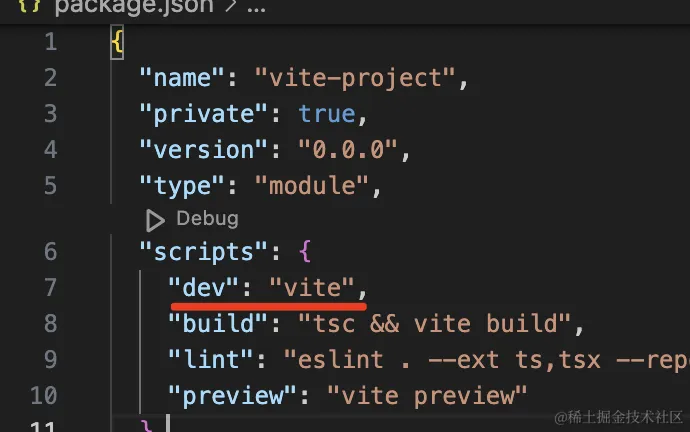 {} package.json > ...
1 {
2 "name": "vite-project",
3 "private": true,
4 "version": "0.0.0",
5 "type": "module",
Debug
6 "scripts": {
7 "dev": "vite",
8 "build": "tsc && vite build",
9 "lint": "eslint . --ext ts,tsx --rep
10 "preview": "vite preview"
11 }
@稀土掘金技术社区